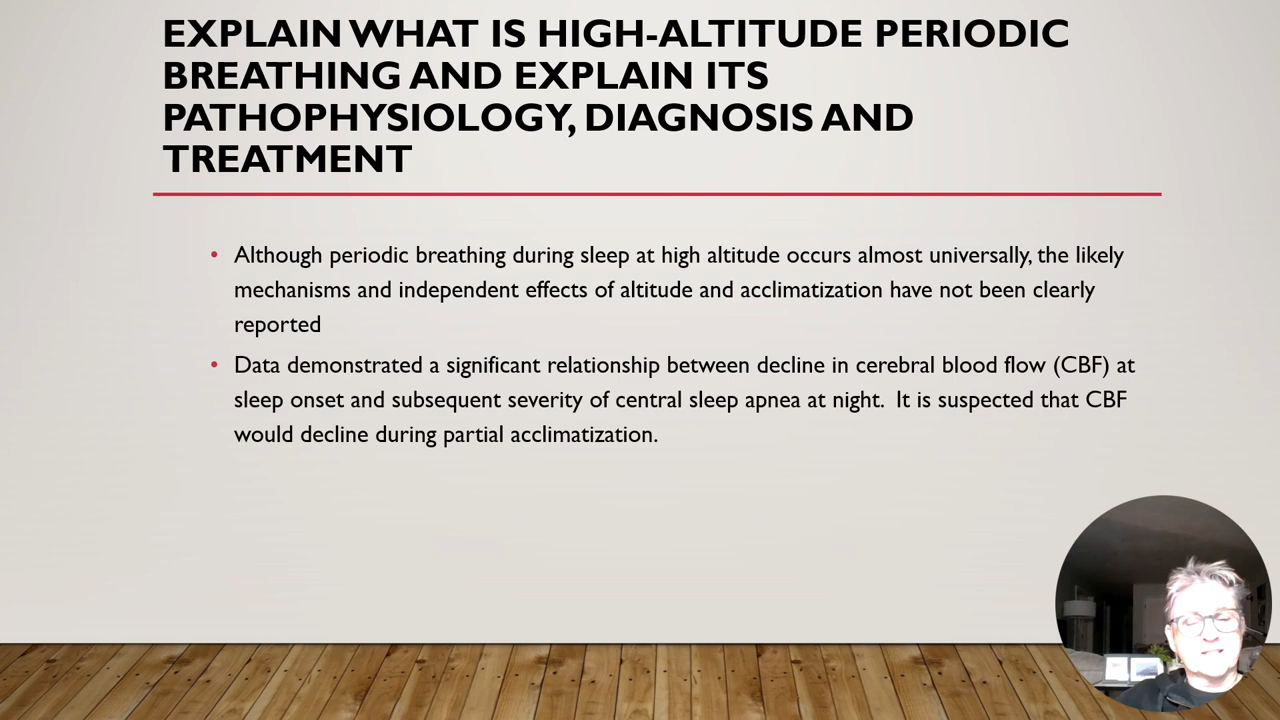 EXPLAIN WHAT IS HIGH-ALTITUDE PERIODIC
BREATHING AND EXPLAIN ITS
PATHOPHYSIOLOGY, DIAGNOSIS AND
TREATMENT
• Although periodic breathing during sleep at high altitude occurs almost universally, the likely
mechanisms and independent effects of altitude and acclimatization have not been clearly
reported
• Data demonstrated a significant relationship between decline in cerebral blood flow (CBF) at
sleep onset and subsequent severity of central sleep apnea at night.  It is suspected that CBF
would decline during partial acclimatization.